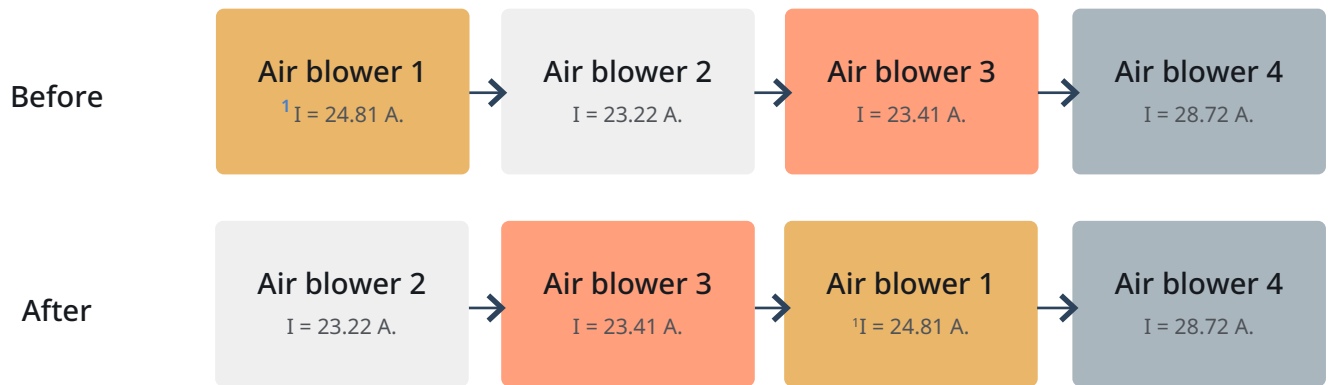 Before
Air blower 1
¹ I = 24.81 A.
Air blower 2
I = 23.22 A.
Air blower 3
I = 23.41 A.
Air blower 4
I = 28.72 A.
After
Air blower 2
I = 23.22 A.
Air blower 3
I = 23.41 A.
Air blower 1
¹I = 24.81 A.
Air blower 4
I = 28.72 A.